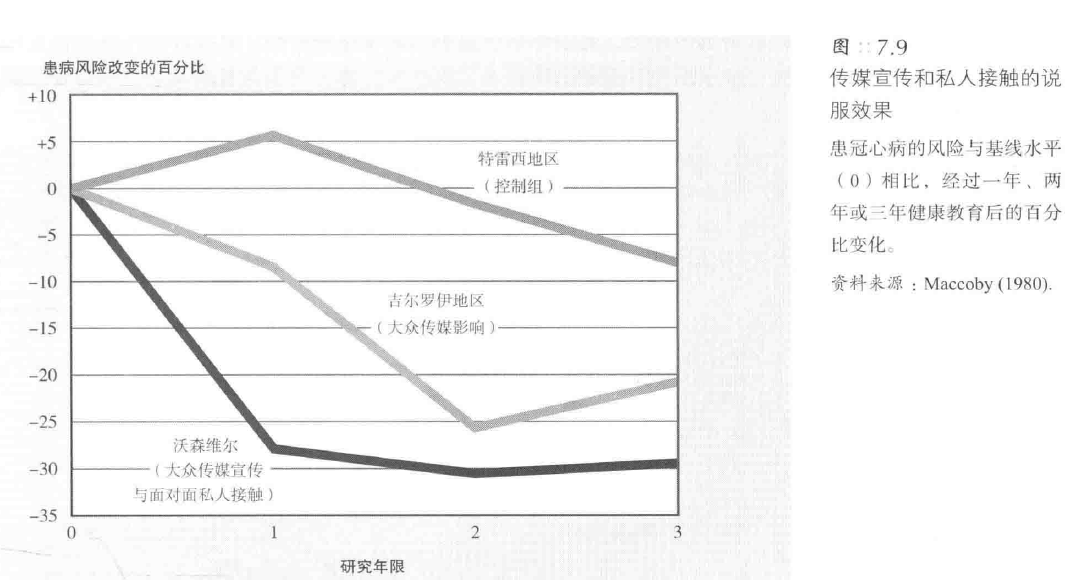 患病风险改变的百分比
+10
+5
0
-5
-10
-15
-20
-25
-30
-35
特雷西地区
（控制组）
吉尔罗伊地区
（大众传媒影响）
沃森维尔
（大众传媒宣传
与面对面私人接触）
0 1 2 3
研究年限
图::7.9
传媒宣传和私人接触的说
服效果
患冠心病的风险与基线水平
（0）相比，经过一年、两
年或三年健康教育后的百分
比变化。
资料来源：Maccoby (1980).